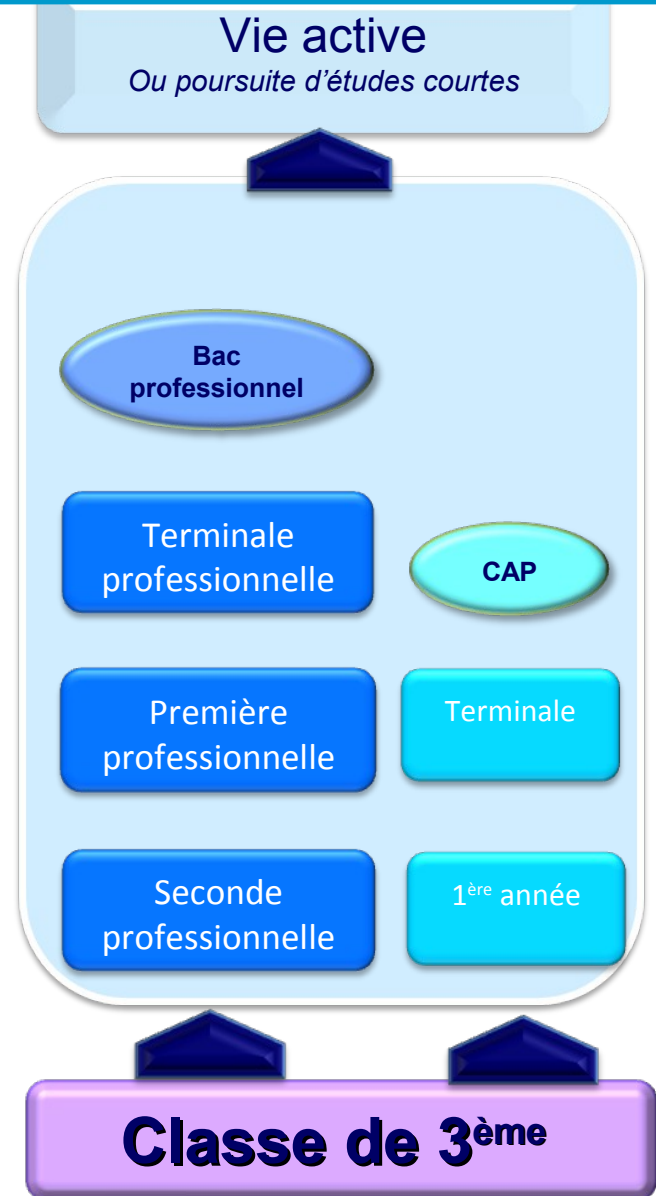 Vie active
Ou poursuite d’études courtes
Bac
professionnel
Terminale
professionnelle
CAP
Première
professionnelle
Terminale
Seconde
professionnelle
1ère année
Classe de 3ème